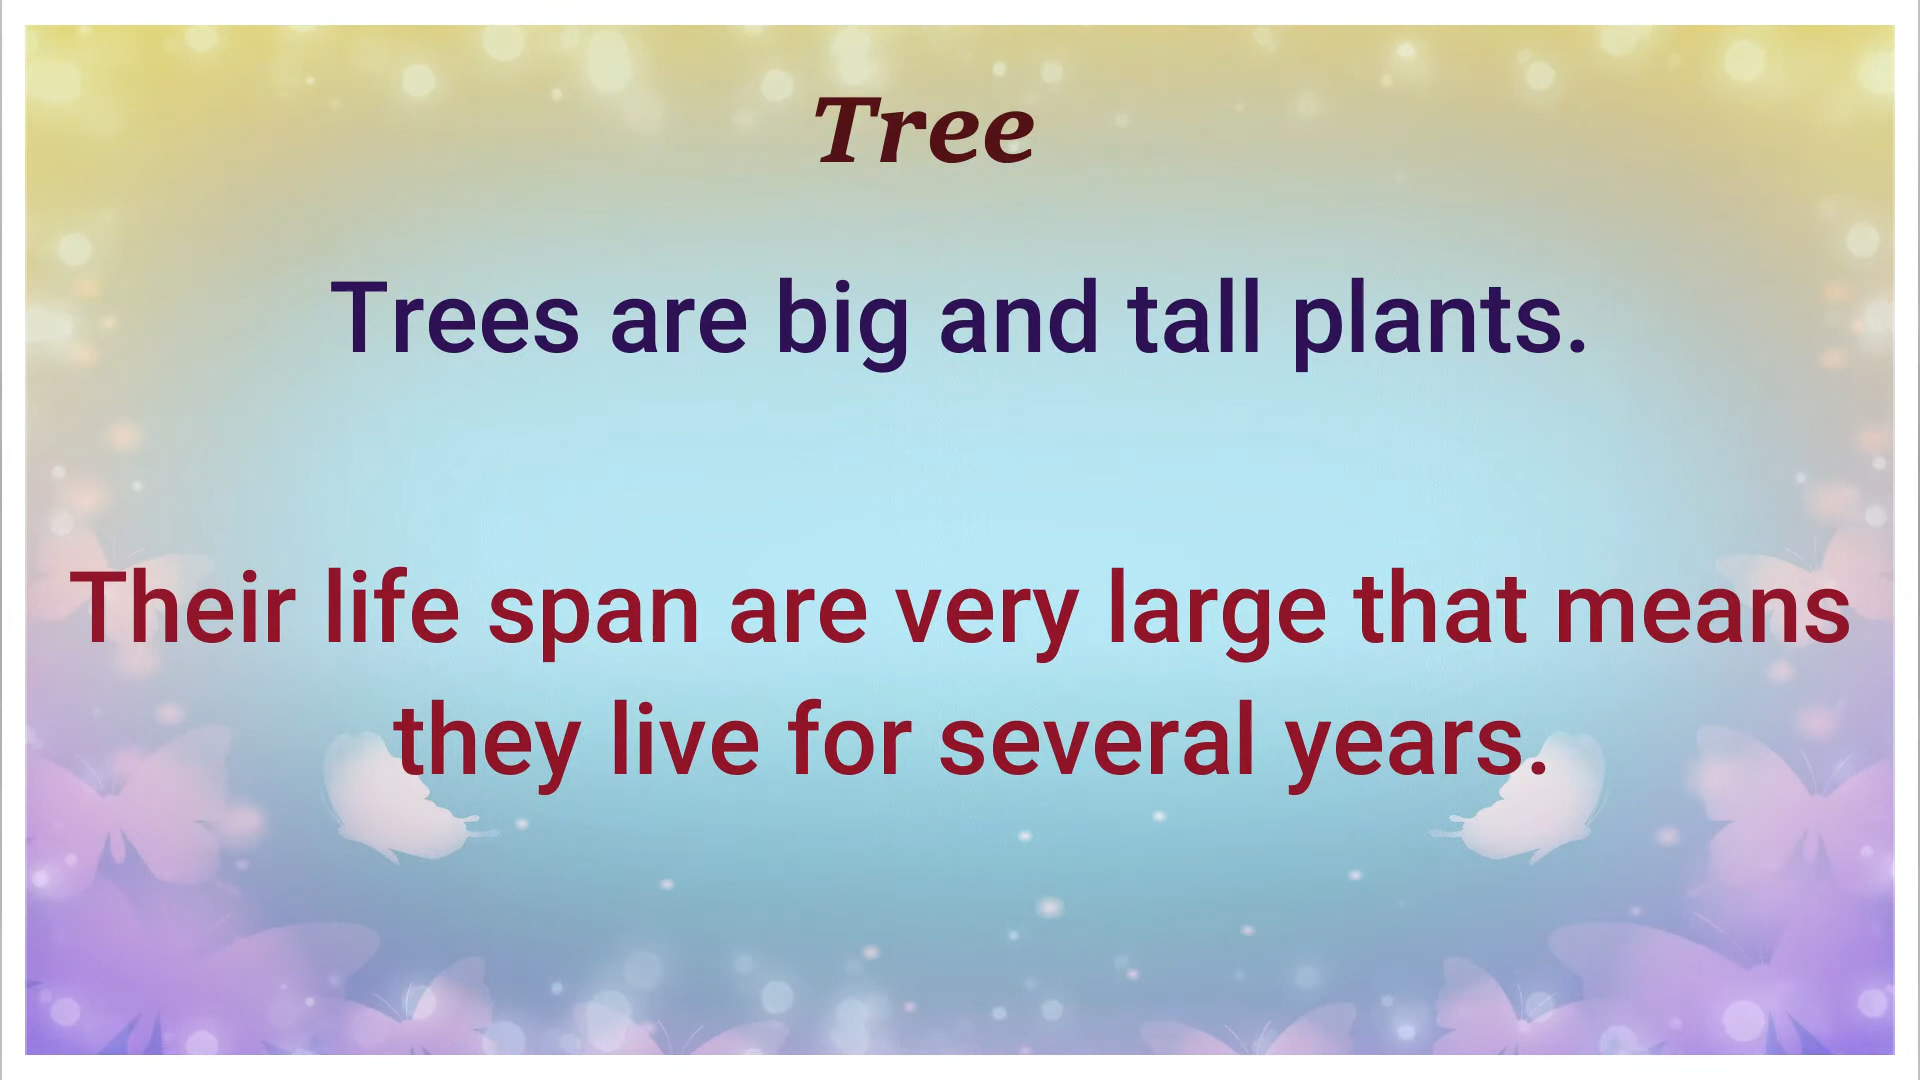 Tree
Trees are big and tall plants.
Their life span are very large that means
they live for several years.